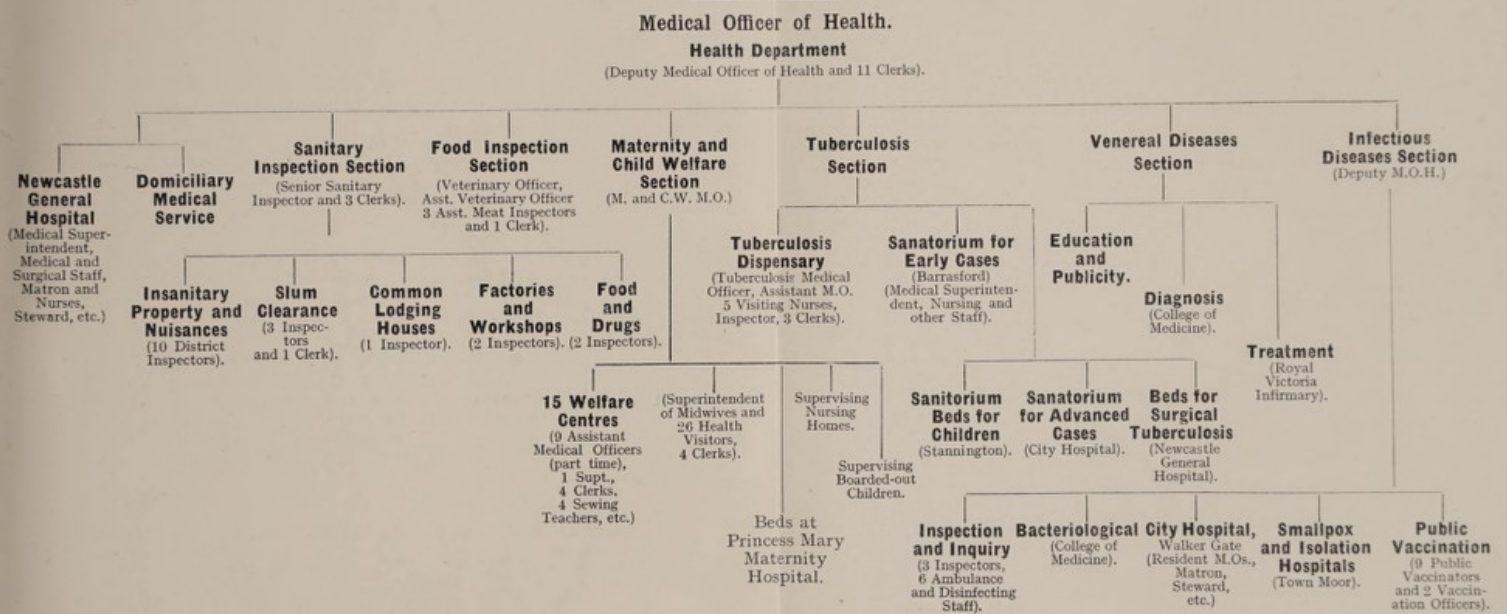 Medical Officer of Health.
Health Department
(Deputy Medical Officer of Health and 11 Clerks).
Newcastle
General
Hospital
(Medical Super-
intendent,
Medical and
Surgical Staff,
Matron and
Nurses,
Steward, etc.)
Domiciliary
Medical
Service
Sanitary
Inspection Section
(Senior Sanitary
Inspector and 3 Clerks).
Food Inspection
Section
(Veterinary Officer,
Asst. Veterinary Officer
3 Asst. Meat Inspectors
and 1 Clerk).
Maternity and
Child Welfare
Section
(M. and C.W. M.O.)
Tuberculosis
Section
Venereal Diseases
Section
Infectious
Diseases Section
(Deputy M.O.H.)
Insanitary
Property and
Nuisances
(10 District
Inspectors).
Slum
Clearance
(3 Inspec-
tors
and 1 Clerk).
Common
Lodging
Houses
(1 Inspector).
Factories
and
Workshops
(2 Inspectors).
Food
and
Drugs
(2 Inspectors).
Tuberculosis
Dispensary
(Tuberculosis Medical
Officer, Assistant M.O.
5 Visiting Nurses,
Inspector, 3 Clerks).
Sanatorium for
Early Cases
(Barrasford)
(Medical Superinten-
dent, Nursing and
other Staff).
Education
and
Publicity.
Diagnosis
(College of
Medicine).
Treatment
(Royal
Victoria
Infirmary).
15 Welfare
Centres
(9 Assistant
Medical Officers
(part time),
1 Supt.,
4 Clerks,
4 Sewing
Teachers, etc.)
(Superintendent
of Midwives and
26 Health
Visitors,
4 Clerks).
Beds at
Princess Mary
Maternity
Hospital.
Supervising
Nursing
Homes.
Supervising
Boarded-out
Children.
Sanitorium
Beds for
Children
(Stannington).
Sanatorium
for Advanced
Cases
(City Hospital).
Beds for
Surgical
Tuberculosis
(Newcastle
General
Hospital).
Inspection
and Inquiry
(3 Inspectors,
6 Ambulance
and Disinfecting
Staff).
Bacteriological
(College of
Medicine).
City Hospital,
Walker Gate
(Resident M.Os.,
Matron,
Steward,
etc.)
Smallpox
and Isolation
Hospitals
(Town Moor).
Public
Vaccination
(9 Public
Vaccinators
and 2 Vaccin-
ation Officers).